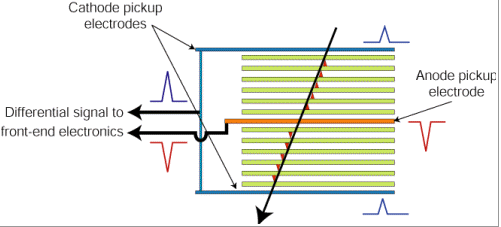 Cathode pickup
electrodes
Anode pickup
electrode
Differential signal to
front-end electronics